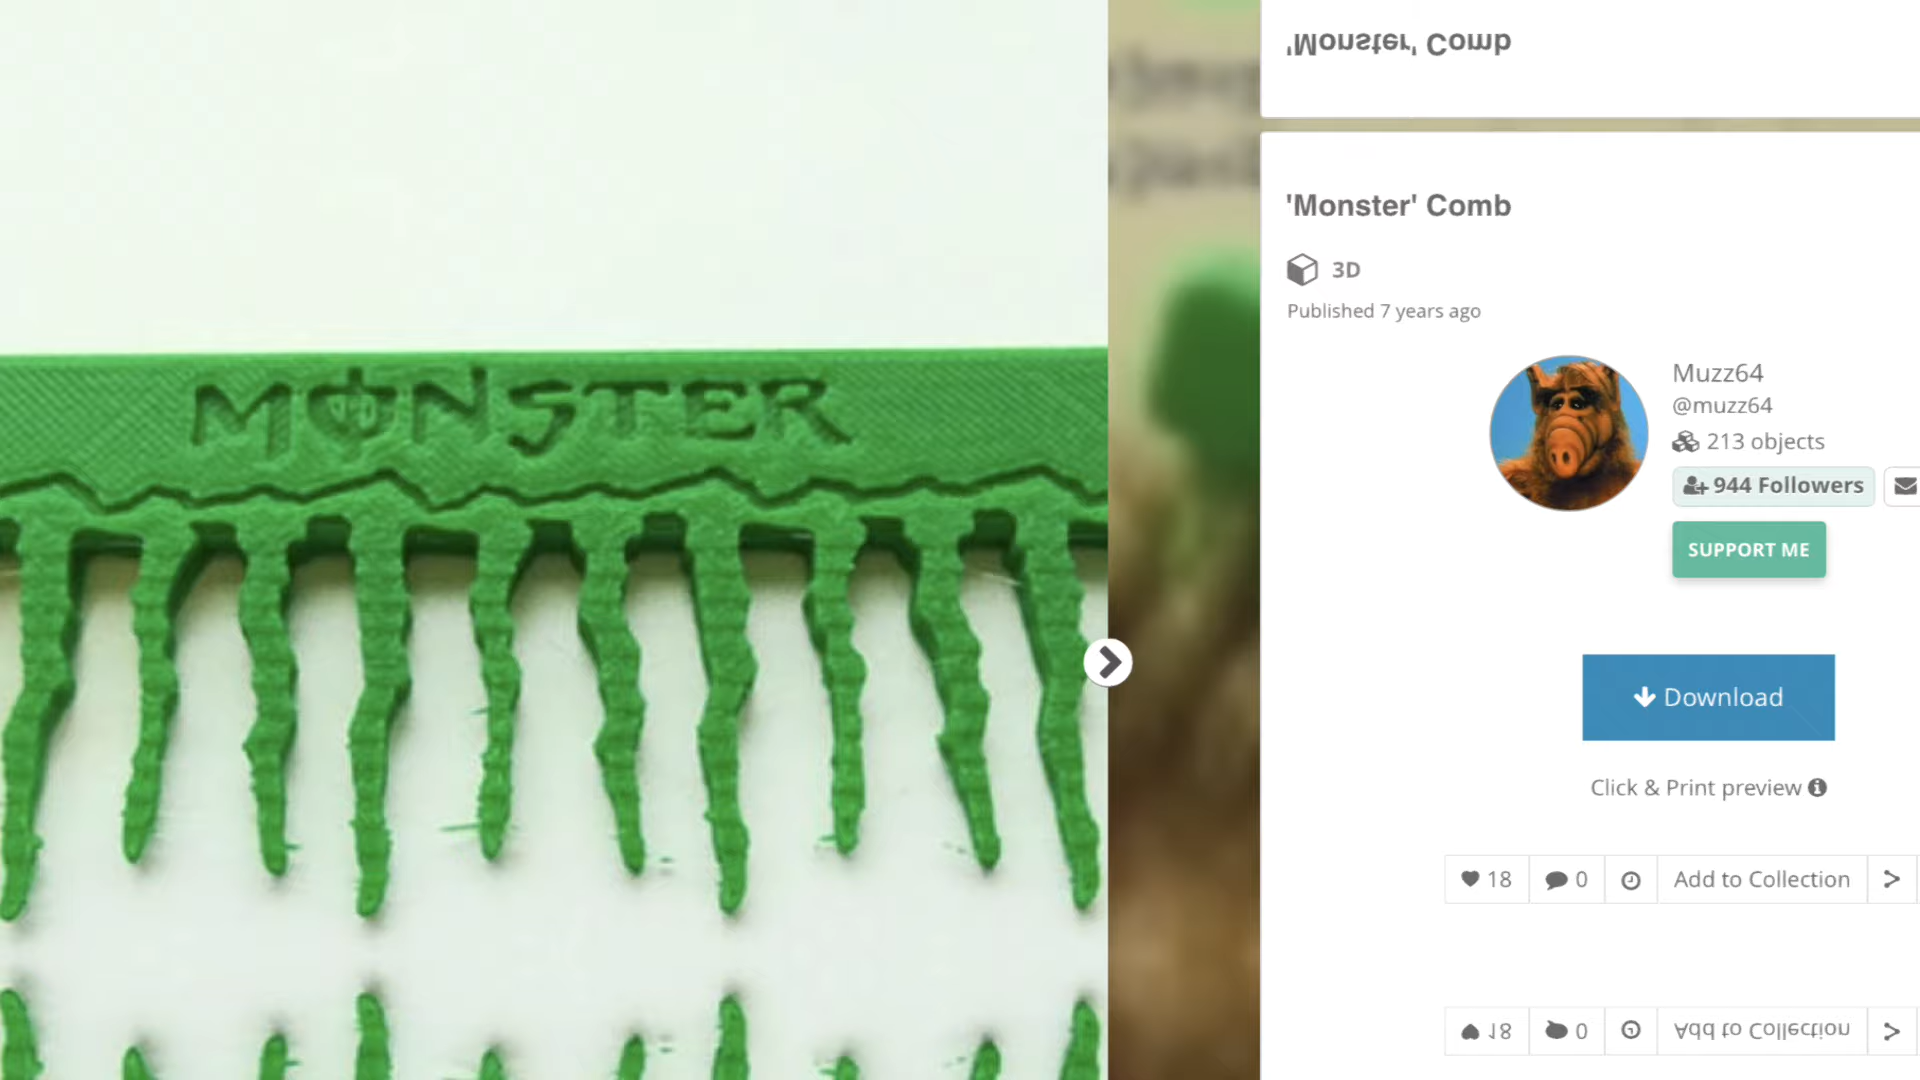 MONSTER
'Monster' Comb
'Monster' Comb
3D
Published 7 years ago
Muzz64
@muzz64
213 objects
944 Followers
SUPPORT ME
Download
Click & Print preview
18
0
Add to Collection
18
0
Add to Collection